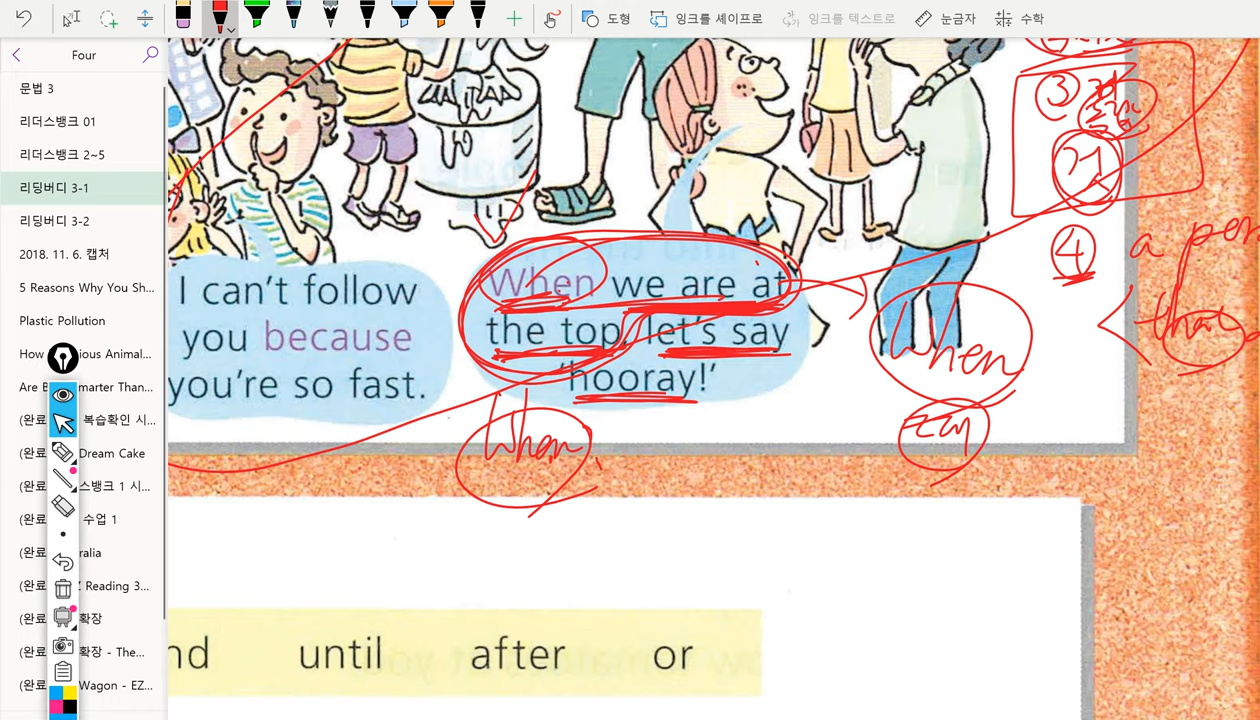 도형
잉크를 셰이프로
잉크를 텍스트로
눈금자
수학
Four
문법 3
리더스뱅크 01
리더스뱅크 2~5
리딩버디 3-1
리딩버디 3-2
2018. 11. 6. 캡처
5 Reasons Why You Sh...
Plastic Pollution
How
ious Animal...
Are B
marter Than...
(완료
복습확인 시...
(완료
Dream Cake
(완료
스뱅크 1 시...
(완료
수업 1
(완료
ralia
(완료
Reading 3...
(완료
확장
(완료
확장 - The...
(완료
Wagon - EZ...
I can't follow
you because
you're so fast.
When we are at
the top, let's say
'hooray!'
When
when
③
④ a per
that
nd until after or